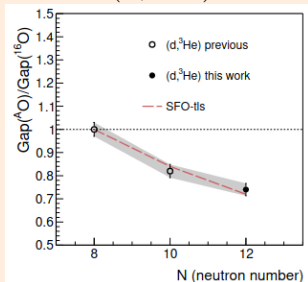 1.5
1.4
1.3
1.2
1.1
1
0.9
0.8
0.7
0.6
0.5
Gap(ᴬO)/Gap(¹⁶O)
(d,³He) previous
(d,³He) this work
SFO-tls
8 10 12
N (neutron number)